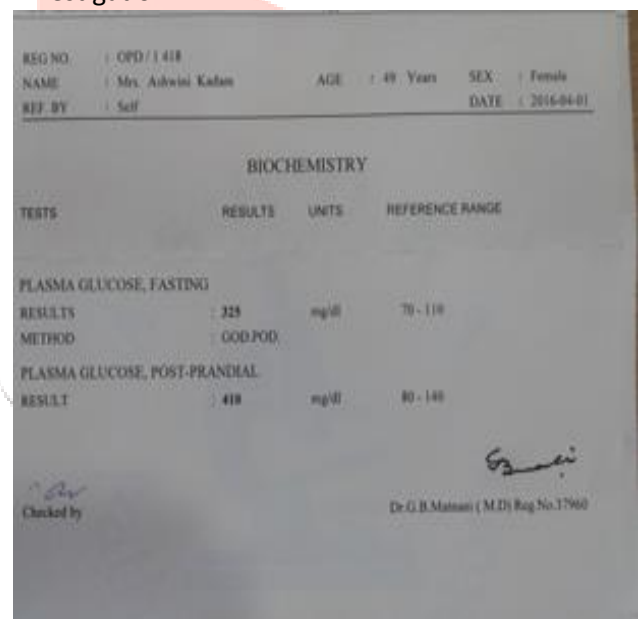 REG NO. : OPD / 1 418
NAME : Mrs. Ashwini Kadam AGE : 49 Years SEX : Female
REF. BY : Self DATE : 2016-04-01
BIOCHEMISTRY
TESTS RESULTS UNITS REFERENCE RANGE
PLASMA GLUCOSE, FASTING
RESULTS : 325 mg/dl 70 - 110
METHOD : GOD.POD.
PLASMA GLUCOSE, POST-PRANDIAL
RESULT : 410 mg/dl 80 - 140
Checked by Dr.G.B. ( M.D) Reg No.17960